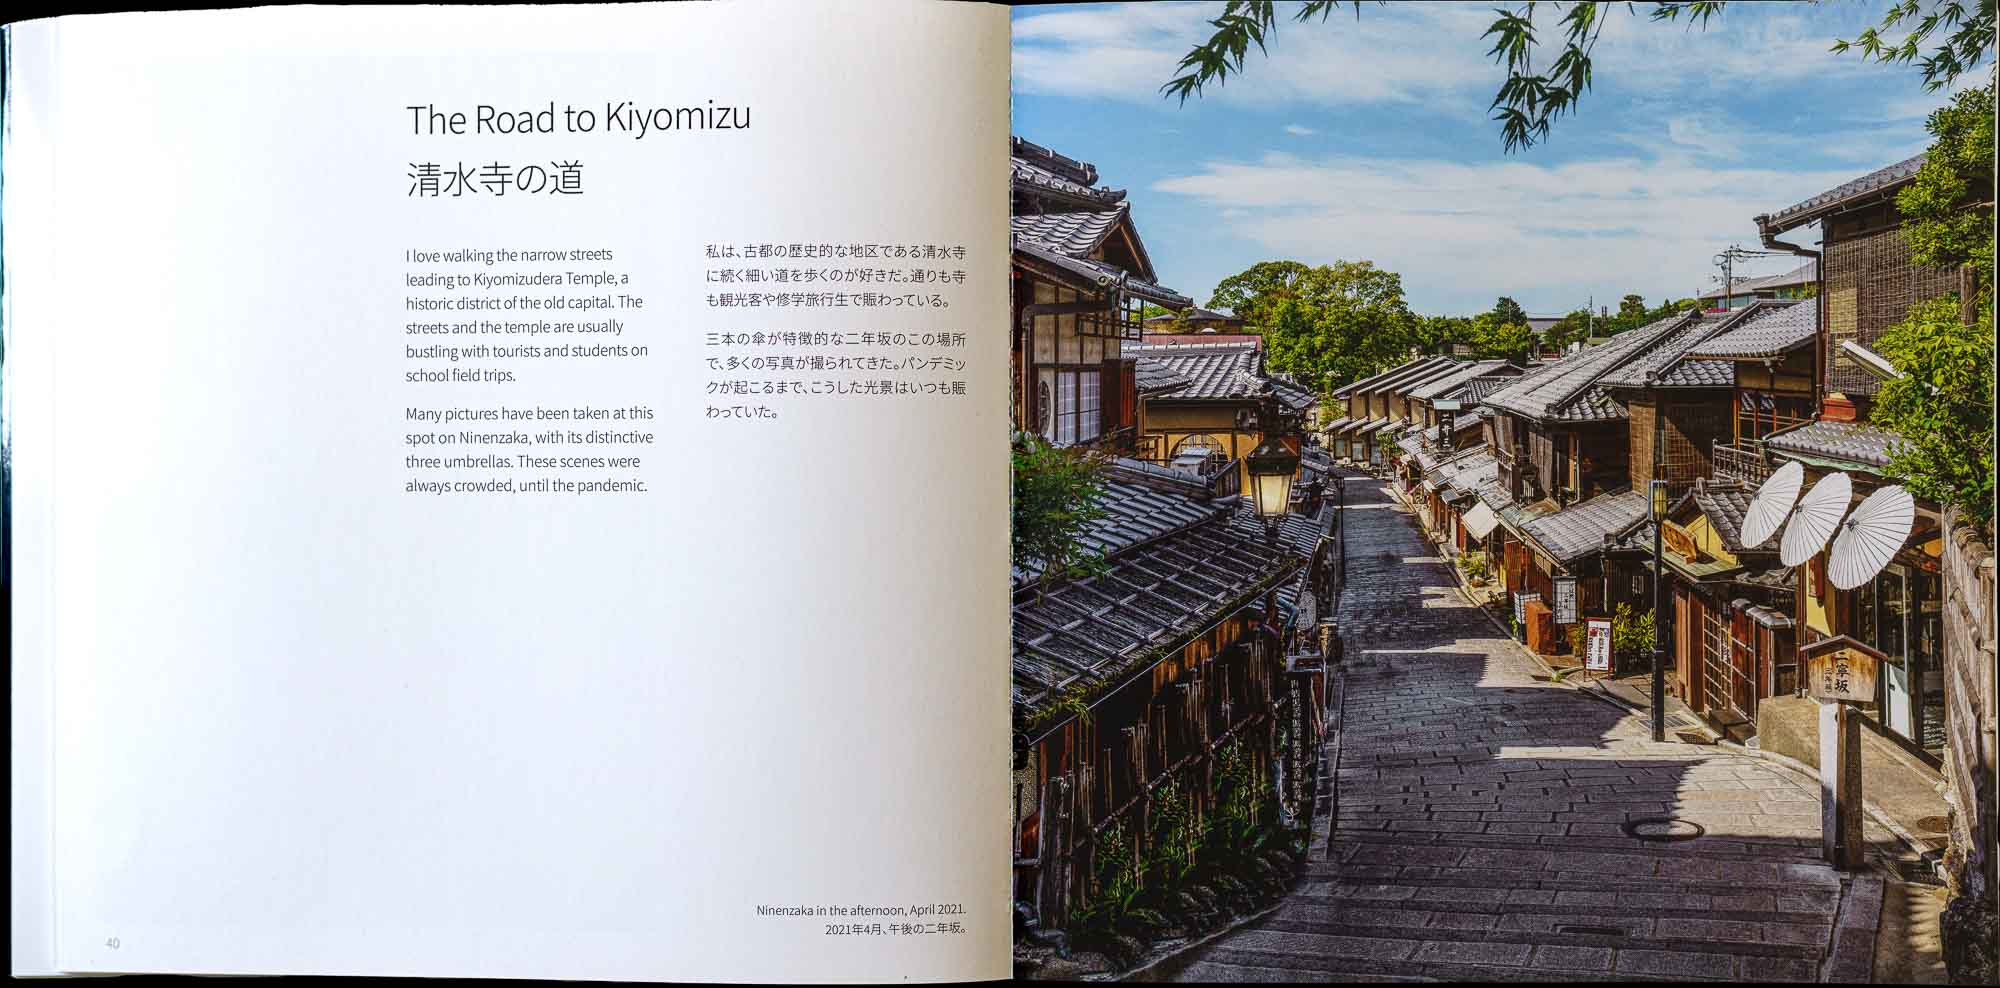 The Road to Kiyomizu
清水寺の道
I love walking the narrow streets
leading to Kiyomizudera Temple, a
historic district of the old capital. The
streets and the temple are usually
bustling with tourists and students on
school field trips.
Many pictures have been taken at this
spot on Ninenzaka, with its distinctive
three umbrellas. These scenes were
always crowded, until the pandemic.
私は、古都の歴史的な地区である清水寺
に続く細い道を歩くのが好きだ。通りも寺
も観光客や修学旅行生で賑わっている。
三本の傘が特徴的な二年坂のこの場所
で、多くの写真が撮られてきた。パンデミッ
クが起こるまで、こうした光景はいつも賑
わっていた。
Ninenzaka in the afternoon, April 2021.
2021年4月、午後の二年坂。
40
二寧坂